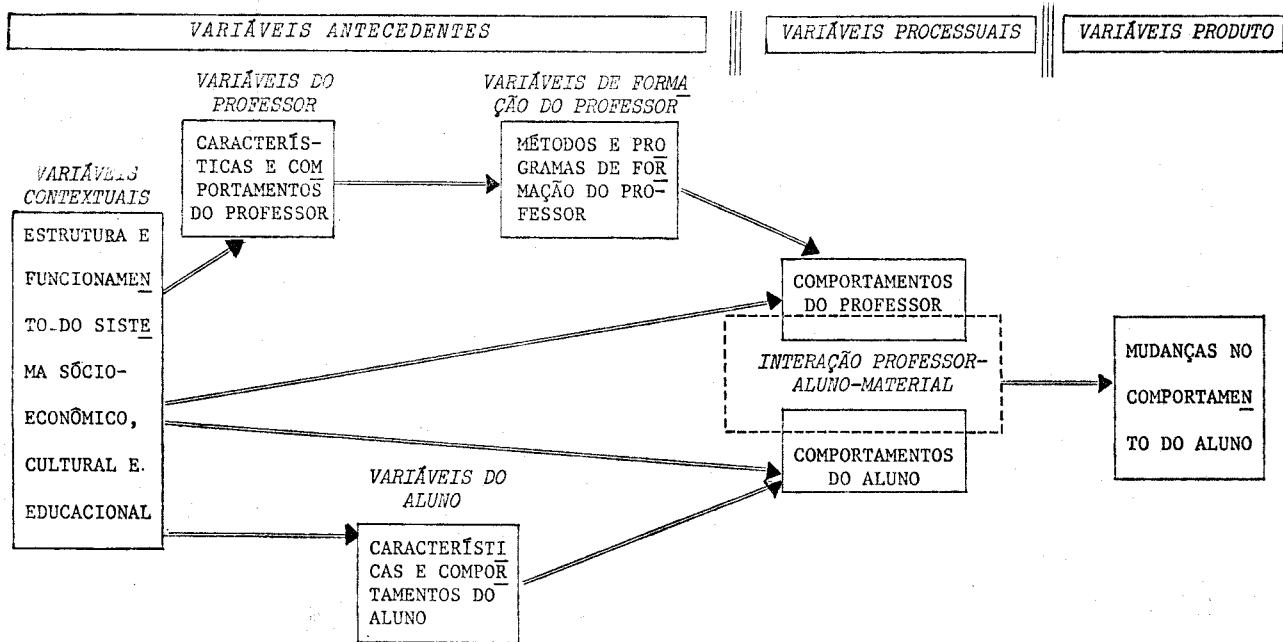 VARIÁVEIS ANTECEDENTES
VARIÁVEIS PROCESSUAIS
VARIÁVEIS PRODUTO
VARIÁVEIS DO
PROFESSOR
VARIÁVEIS DE FORMA
ÇÃO DO PROFESSOR
CARACTERÍS-
TICAS E COM
PORTAMENTOS
DO PROFESSOR
MÉTODOS E PRO
GRAMAS DE FOR
MAÇÃO DO PRO-
FESSOR
VARIÁVEIS
CONTEXTUAIS
ESTRUTURA E
FUNCIONAMEN
TO DO SISTE
MA SÓCIO-
ECONÔMICO,
CULTURAL E
EDUCACIONAL
COMPORTAMENTOS
DO PROFESSOR
INTERAÇÃO PROFESSOR-
ALUNO-MATERIAL
COMPORTAMENTOS
DO ALUNO
MUDANÇAS NO
COMPORTAMEN
TO DO ALUNO
VARIÁVEIS DO
ALUNO
CARACTERÍSTI
CAS E COMPOR
TAMENTOS DO
ALUNO